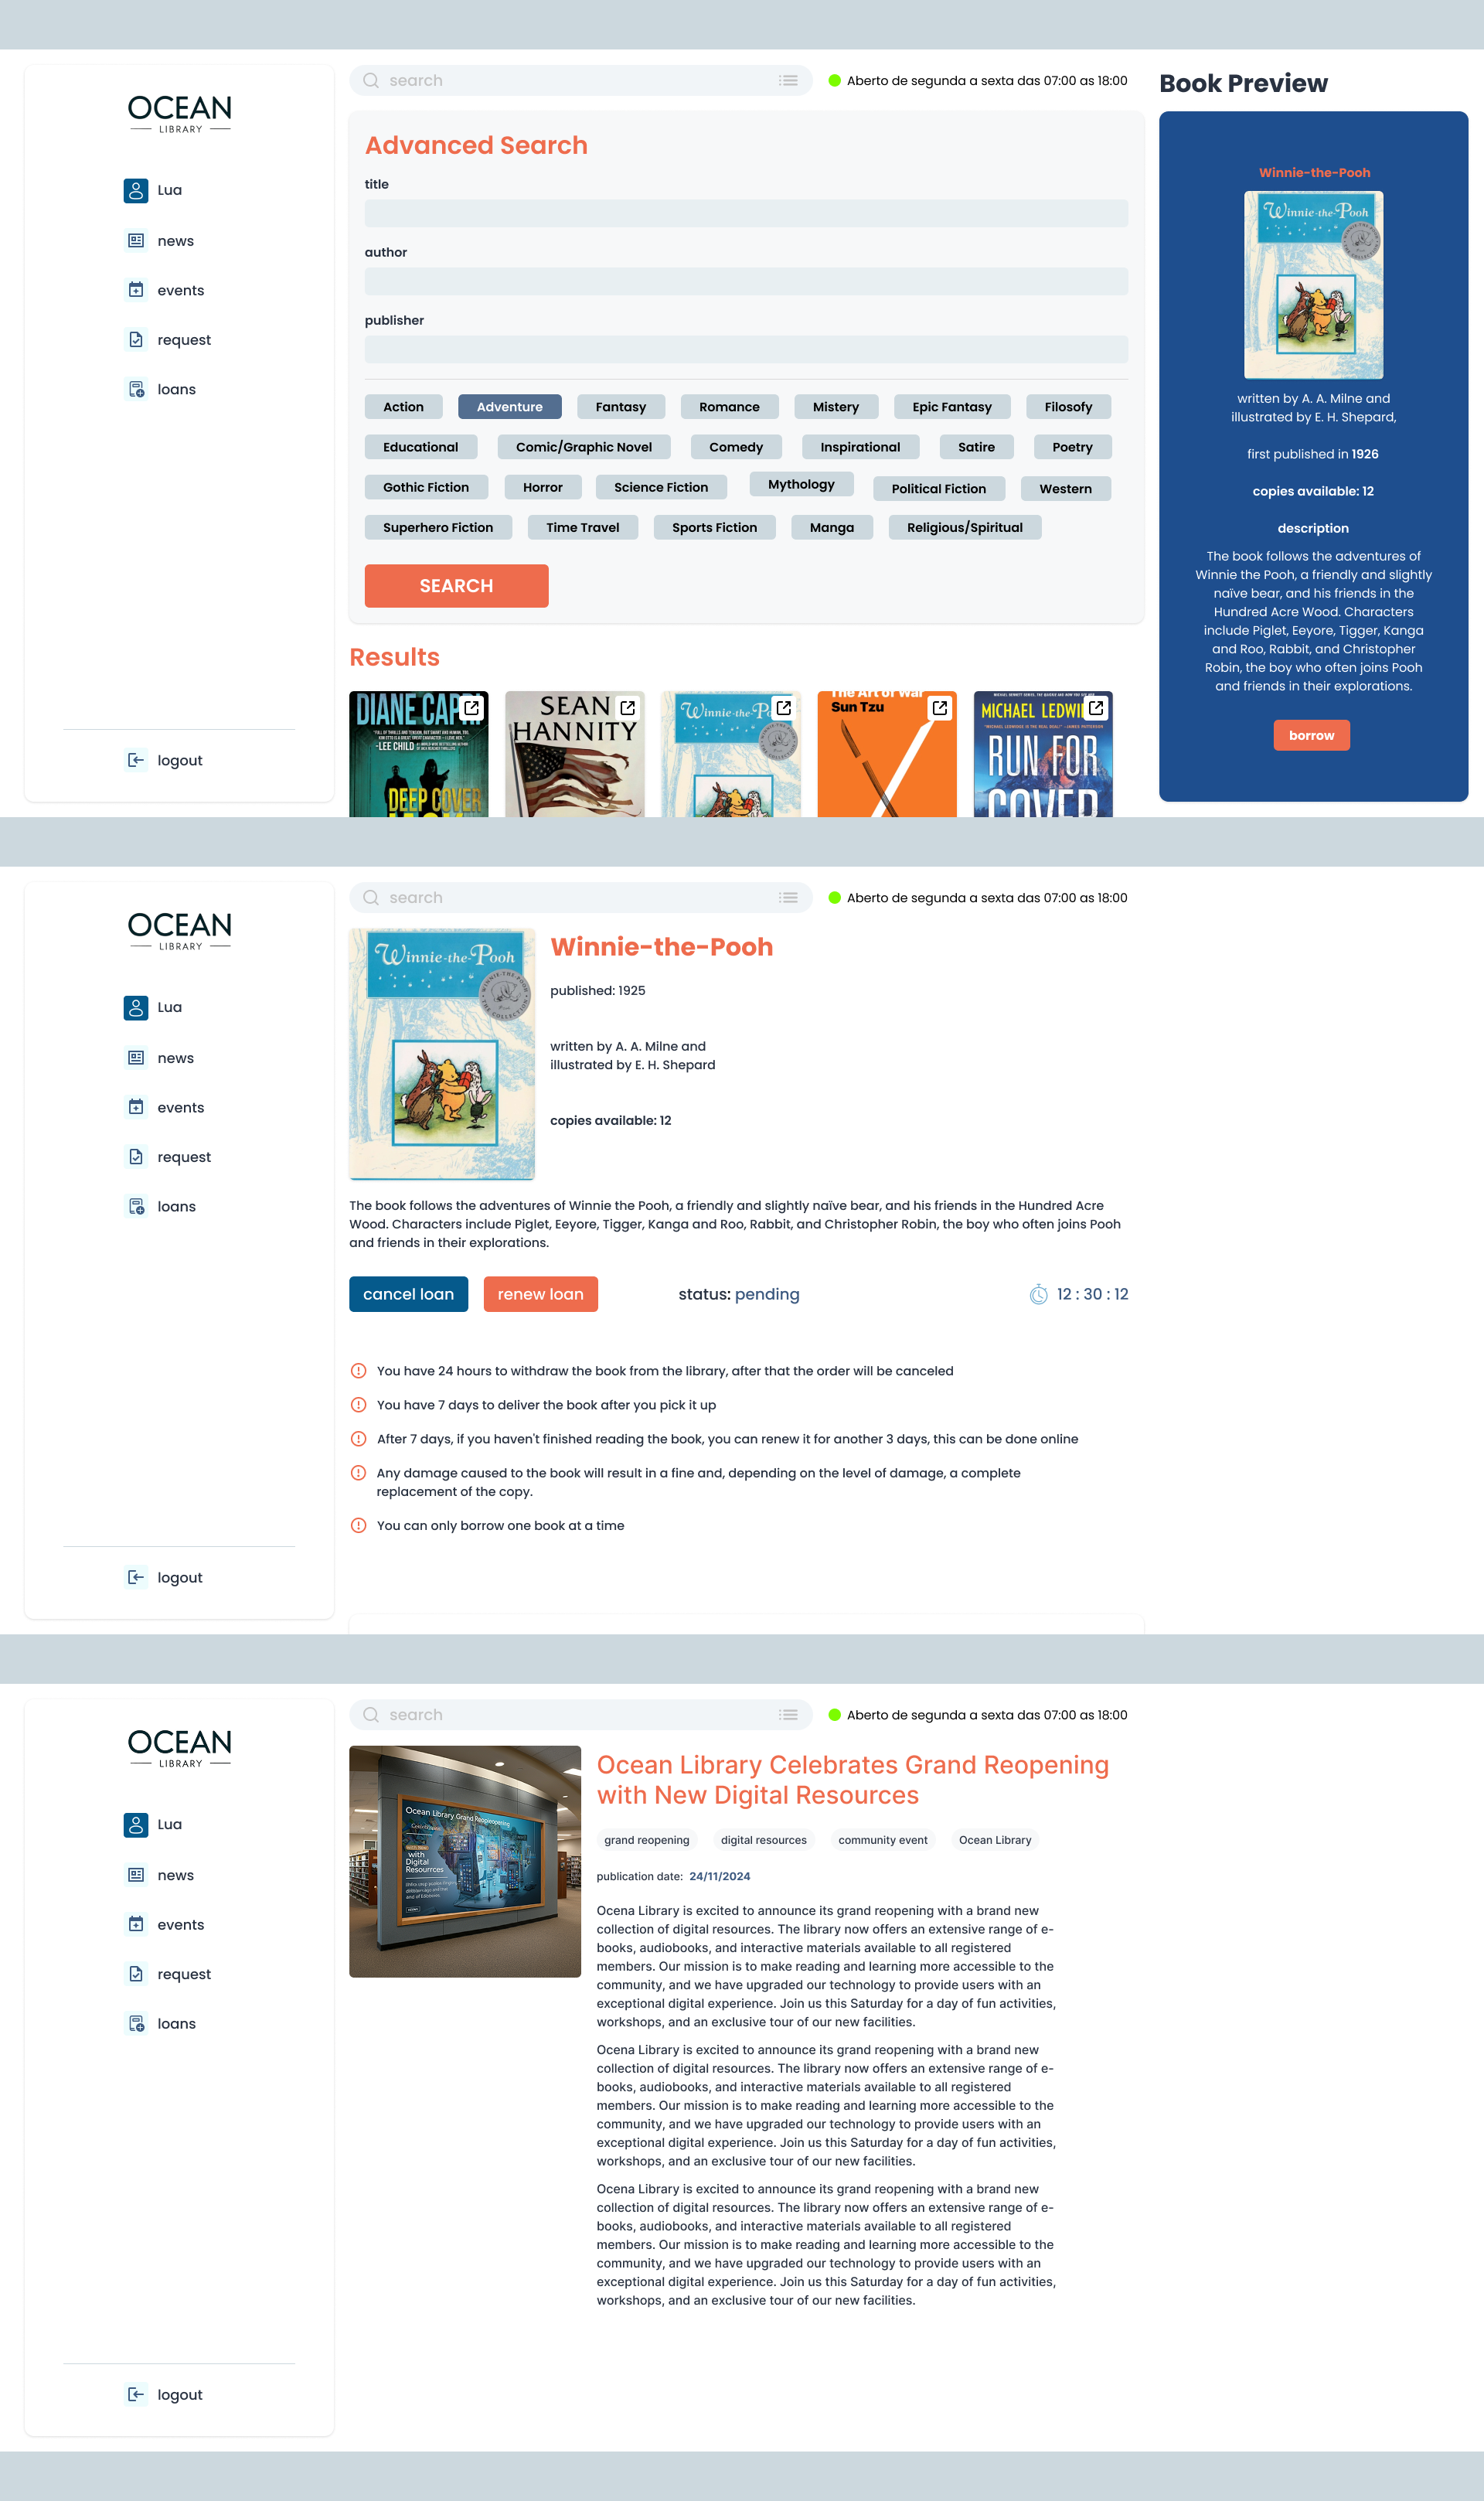 OCEAN
LIBRARY
Lua
news
events
request
loans
logout
search
Aberto de segunda a sexta das 07:00 as 18:00
Advanced Search
title
author
publisher
Action Adventure Fantasy Romance Mistery Epic Fantasy Filosofy
Educational Comic/Graphic Novel Comedy Inspirational Satire Poetry
Gothic Fiction Horror Science Fiction Mythology Political Fiction Western
Superhero Fiction Time Travel Sports Fiction Manga Religious/Spiritual
SEARCH
Results
DIANE CAPRI
-LEE CHILD
DEEP COVER
JACK
SEAN
HANNITY
Winnie-the-Po
The Art of War
Sun Tzu
MICHAEL LEDWI
RUN FOR
COVER
Book Preview
Winnie-the-Pooh
Winnie-the-Pooh
written by A. A. Milne and
illustrated by E. H. Shepard,
first published in 1926
copies available: 12
description
The book follows the adventures of
Winnie the Pooh, a friendly and slightly
naïve bear, and his friends in the
Hundred Acre Wood. Characters
include Piglet, Eeyore, Tigger, Kanga
and Roo, Rabbit, and Christopher
Robin, the boy who often joins Pooh
and friends in their explorations.
borrow
OCEAN
LIBRARY
Lua
news
events
request
loans
logout
search
Aberto de segunda a sexta das 07:00 as 18:00
Winnie-the-Pooh
WINNIE-THE-POOH
THE COLLECTION
Winnie-the-Pooh
published: 1925
written by A. A. Milne and
illustrated by E. H. Shepard
copies available: 12
The book follows the adventures of Winnie the Pooh, a friendly and slightly naïve bear, and his friends in the Hundred Acre
Wood. Characters include Piglet, Eeyore, Tigger, Kanga and Roo, Rabbit, and Christopher Robin, the boy who often joins Pooh
and friends in their explorations.
cancel loan renew loan status: pending 12 : 30 : 12
You have 24 hours to withdraw the book from the library, after that the order will be canceled
You have 7 days to deliver the book after you pick it up
After 7 days, if you haven't finished reading the book, you can renew it for another 3 days, this can be done online
Any damage caused to the book will result in a fine and, depending on the level of damage, a complete
replacement of the copy.
You can only borrow one book at a time
OCEAN
LIBRARY
Lua
news
events
request
loans
logout
search
Aberto de segunda a sexta das 07:00 as 18:00
Ocean Library Grand
with
Digital
Ocean Library Celebrates Grand Reopening
with New Digital Resources
grand reopening digital resources community event Ocean Library
publication date: 24/11/2024
Ocena Library is excited to announce its grand reopening with a brand new
collection of digital resources. The library now offers an extensive range of e-
books, audiobooks, and interactive materials available to all registered
members. Our mission is to make reading and learning more accessible to the
community, and we have upgraded our technology to provide users with an
exceptional digital experience. Join us this Saturday for a day of fun activities,
workshops, and an exclusive tour of our new facilities.
Ocena Library is excited to announce its grand reopening with a brand new
collection of digital resources. The library now offers an extensive range of e-
books, audiobooks, and interactive materials available to all registered
members. Our mission is to make reading and learning more accessible to the
community, and we have upgraded our technology to provide users with an
exceptional digital experience. Join us this Saturday for a day of fun activities,
workshops, and an exclusive tour of our new facilities.
Ocena Library is excited to announce its grand reopening with a brand new
collection of digital resources. The library now offers an extensive range of e-
books, audiobooks, and interactive materials available to all registered
members. Our mission is to make reading and learning more accessible to the
community, and we have upgraded our technology to provide users with an
exceptional digital experience. Join us this Saturday for a day of fun activities,
workshops, and an exclusive tour of our new facilities.